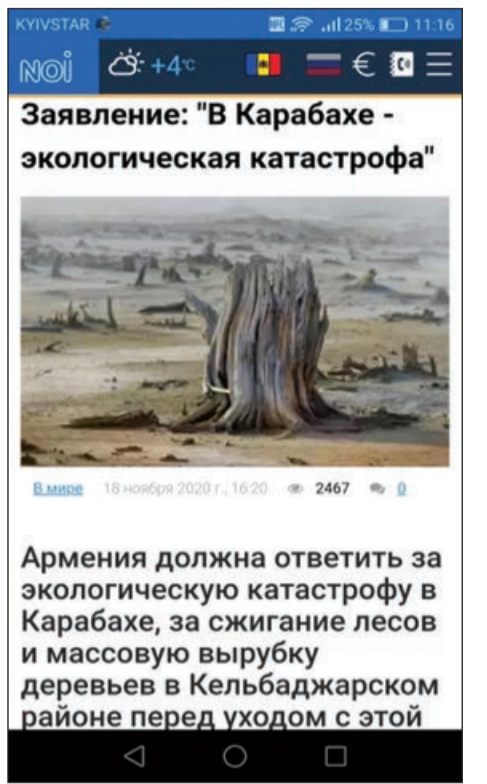 KYIVSTAR 25% 11:16
NOi +4°C €
Заявление: "В Карабахе -
экологическая катастрофа"
В мире 18 ноября 2020 г., 16:20 2467 0
Армения должна ответить за
экологическую катастрофу в
Карабахе, за сжигание лесов
и массовую вырубку
деревьев в Кельбаджарском
районе перед уходом с этой